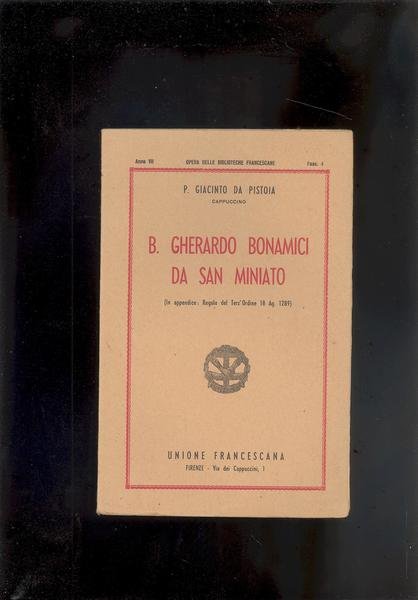 Anno VII OPERA DELLE BIBLIOTECHE FRANCESCANE Fasc. 4
P. GIACINTO DA PISTOIA
CAPPUCCINO
B. GHERARDO BONAMICI
DA SAN MINIATO
(In appendice: Regola del Terz'Ordine 18 Ag. 1289)
UNIONE FRANCESCANA
FIRENZE - Via dei Cappuccini, 1